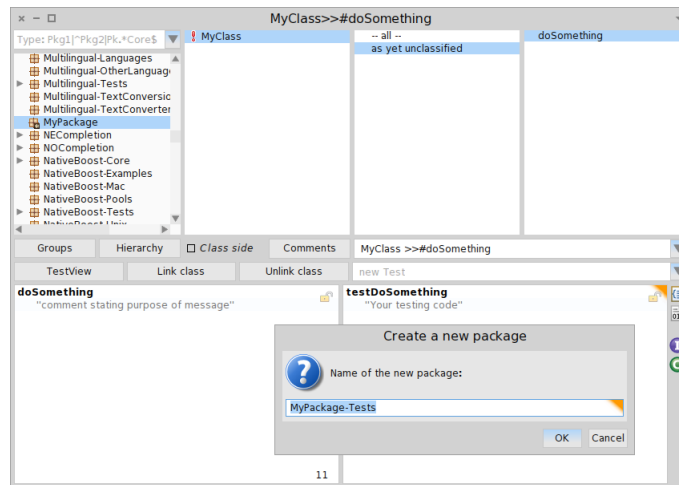 MyClass>>#doSomething
Type: Pkg1|^Pkg2|Pk.*Core$
Multilingual-Languages
Multilingual-OtherLanguag
Multilingual-Tests
Multilingual-TextConversio
Multilingual-TextConverter
MyPackage
NECompletion
NOCompletion
NativeBoost-Core
NativeBoost-Examples
NativeBoost-Mac
NativeBoost-Pools
NativeBoost-Tests
NativeBoost-Unix
MyClass
-- all --
as yet unclassified
doSomething
Groups
Hierarchy
Class side
Comments
MyClass >>#doSomething
TestView
Link class
Unlink class
new Test
doSomething
"comment stating purpose of message"
11
testDoSomething
"Your testing code"
Create a new package
Name of the new package:
MyPackage-Tests
OK
Cancel